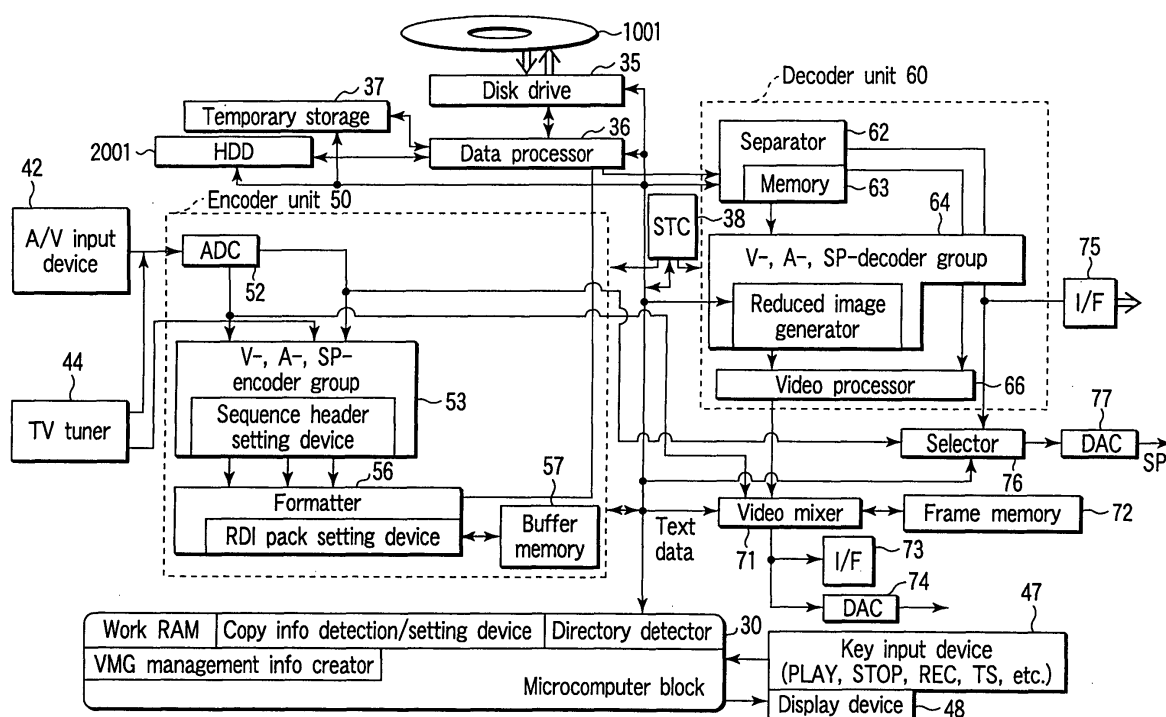 1001
35
Disk drive
Decoder unit 60
37
Temporary storage
36
62
2001
HDD
Data processor
Separator
Memory
63
42
Encoder unit 50
38
STC
64
A/V input
device
ADC
52
V-, A-, SP-decoder group
75
I/F
Reduced image
generator
44
V-, A-, SP-
encoder group
53
Video processor
66
TV tuner
Sequence header
setting device
77
Selector
DAC
SP
76
56
Formatter
57
RDI pack setting device
Buffer
memory
Text
data
Video mixer
71
Frame memory
72
I/F
73
74
DAC
47
Work RAM
Copy info detection/setting device
Directory detector
30
VMG management info creator
Key input device
(PLAY, STOP, REC, TS, etc.)
Microcomputer block
Display device
48